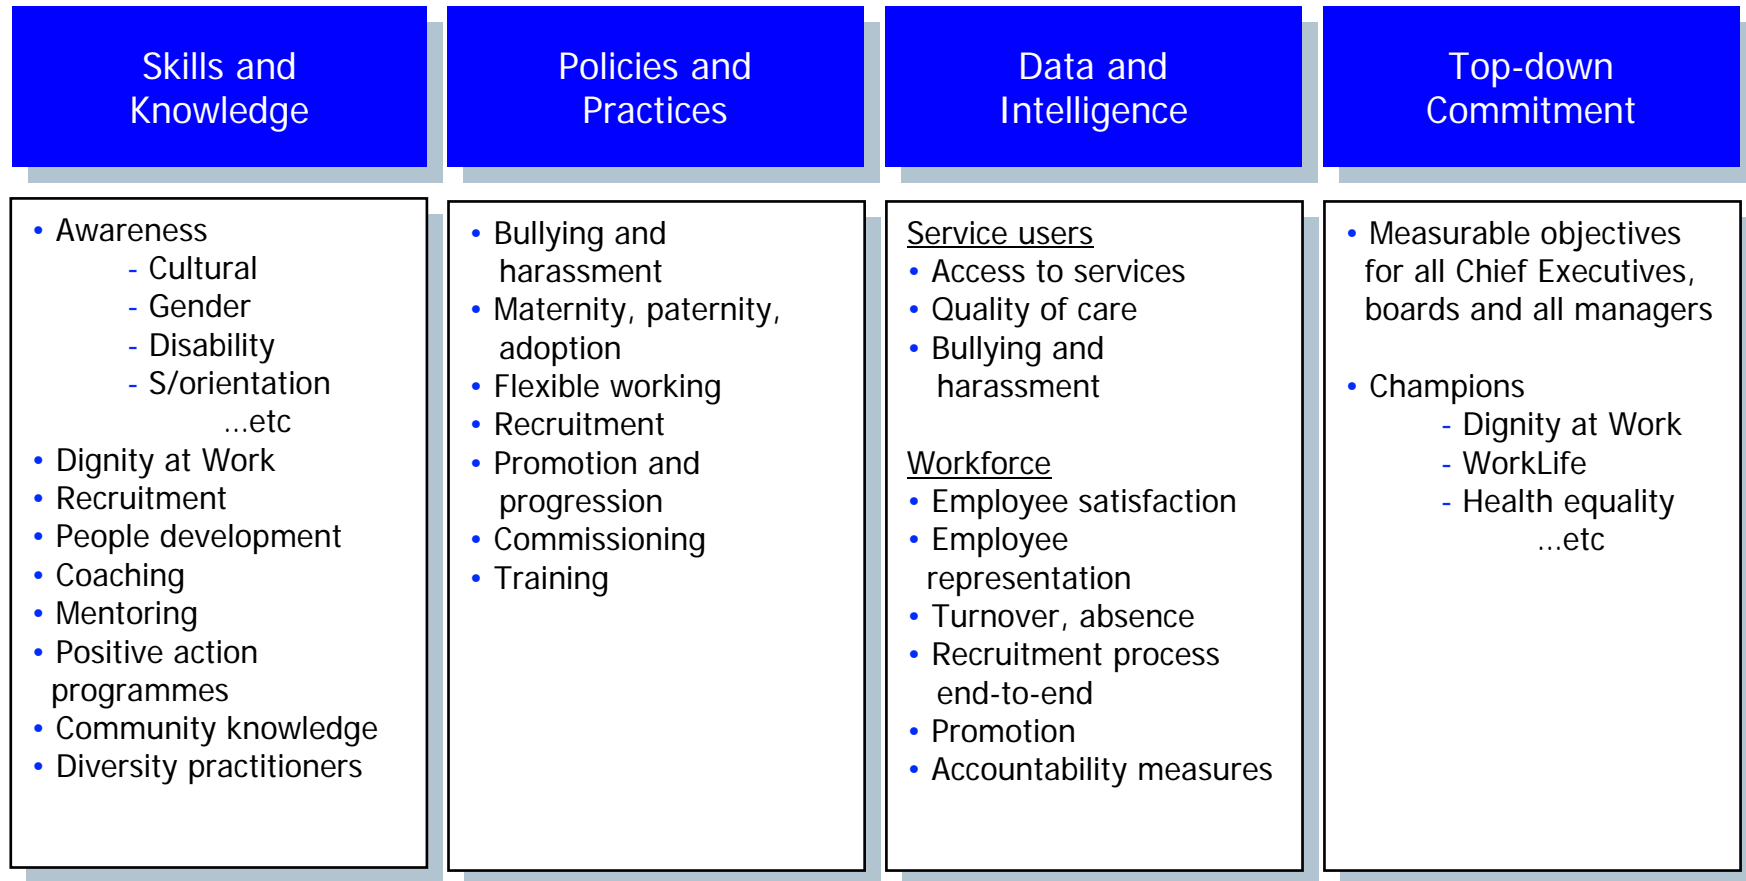 Skills and
Knowledge
Policies and
Practices
Data and
Intelligence
Top-down
Commitment
• Awareness
- Cultural
- Gender
- Disability
- S/orientation
...etc
• Dignity at Work
• Recruitment
• People development
• Coaching
• Mentoring
• Positive action
programmes
• Community knowledge
• Diversity practitioners
• Bullying and
harassment
• Maternity, paternity,
adoption
• Flexible working
• Recruitment
• Promotion and
progression
• Commissioning
• Training
Service users
• Access to services
• Quality of care
• Bullying and
harassment
Workforce
• Employee satisfaction
• Employee
representation
• Turnover, absence
• Recruitment process
end-to-end
• Promotion
• Accountability measures
• Measurable objectives
for all Chief Executives,
boards and all managers
• Champions
- Dignity at Work
- WorkLife
- Health equality
...etc